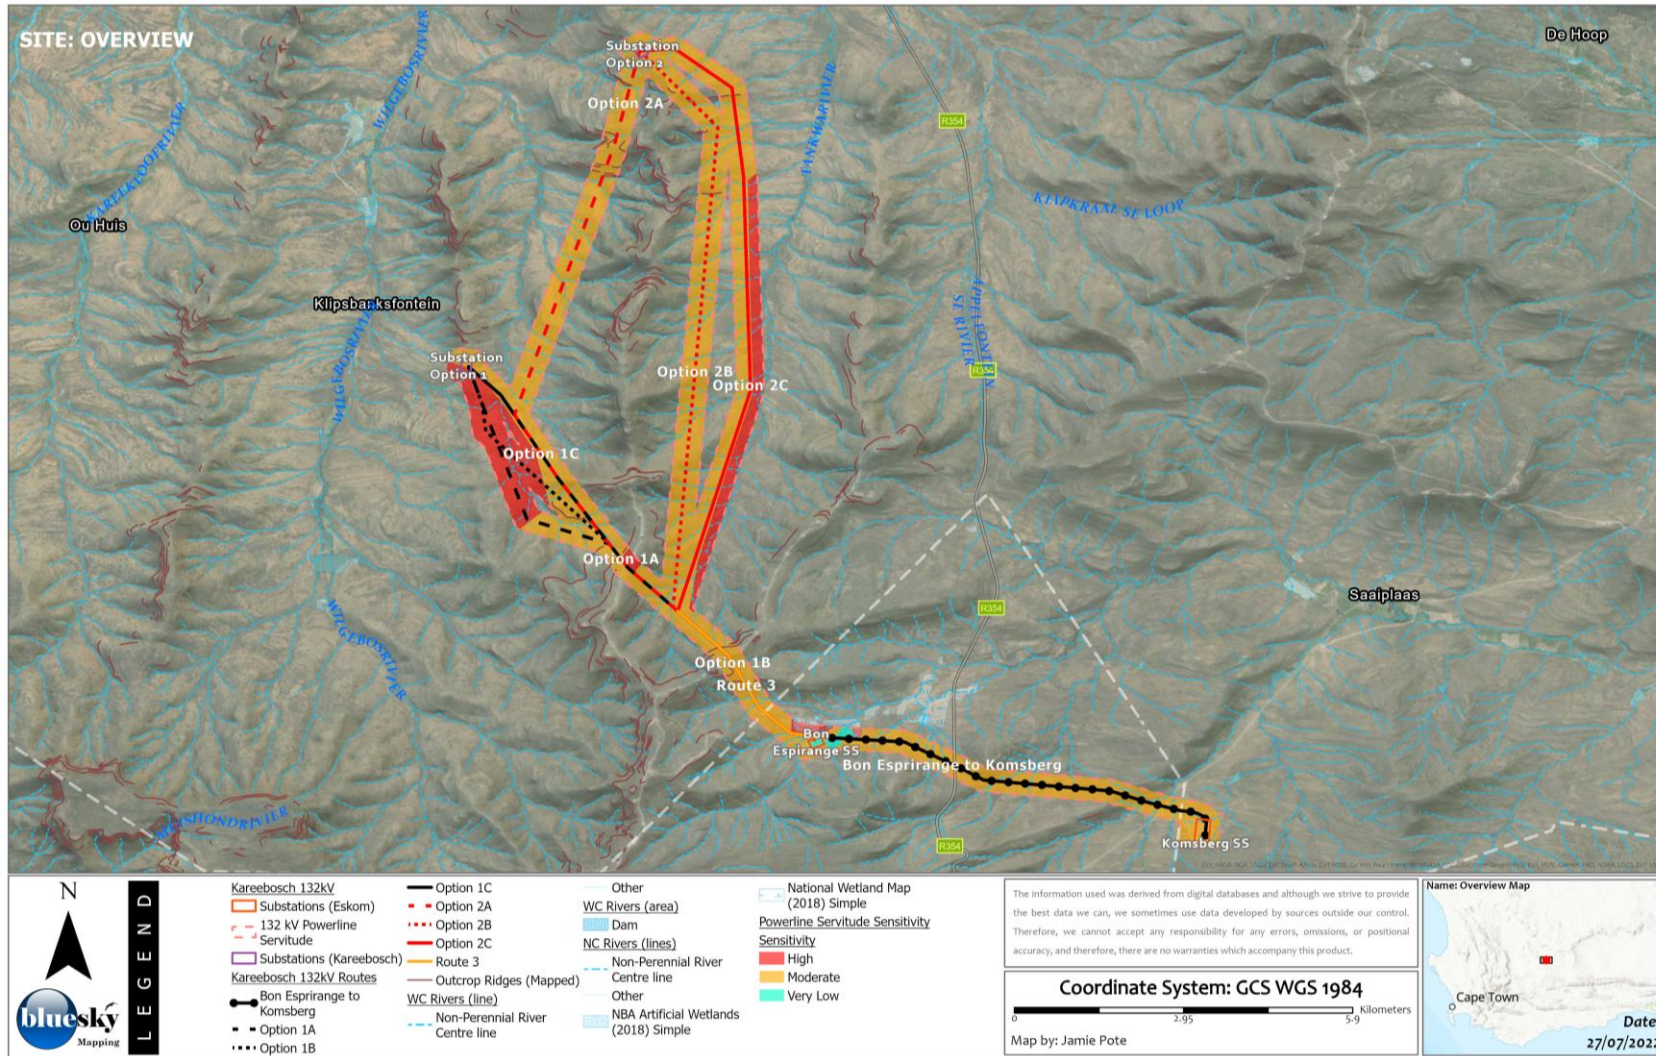 SITE: OVERVIEW
De Hoop
KAREEKLOOFRIVIER
WILGEBOSRIVIER
Substation
Option 2
Option 2A
TANKWARIVIER
R354
KLIPKRAAL SE LOOP
Ou Huis
Klipsbanksfontein
WILGEBOSRIVIER
APPELFONTEIN
SE RIVIER
R354
Substation
Option 1
Option 2B
Option 2C
Option 1C
Option 1A
R354
Saaiplaas
WILGEBOSRIVIER
Option 1B
Route 3
Bon
Espirange SS
Bon Esprirange to Komsberg
R354
Komsberg SS
N
LEGEND
bluesky
Mapping
Kareebosch 132kV
Substations (Eskom)
132 kV Powerline
Servitude
Substations (Kareebosch)
Kareebosch 132kV Routes
Bon Esprirange to
Komsberg
Option 1A
Option 1B
Option 1C
Option 2A
Option 2B
Option 2C
Route 3
Outcrop Ridges (Mapped)
WC Rivers (line)
Non-Perennial River
Centre line
Other
WC Rivers (area)
Dam
NC Rivers (lines)
Non-Perennial River
Centre line
Other
NBA Artificial Wetlands
(2018) Simple
National Wetland Map
(2018) Simple
Powerline Servitude Sensitivity
Sensitivity
High
Moderate
Very Low
The information used was derived from digital databases and although we strive to provide
the best data we can, we sometimes use data developed by sources outside our control.
Therefore, we cannot accept any responsibility for any errors, omissions, or positional
accuracy, and therefore, there are no warranties which accompany this product.
Coordinate System: GCS WGS 1984
Kilometers
0 2.95 5.9
Map by: Jamie Pote
Name: Overview Map
Cape Town
Date
27/07/2022